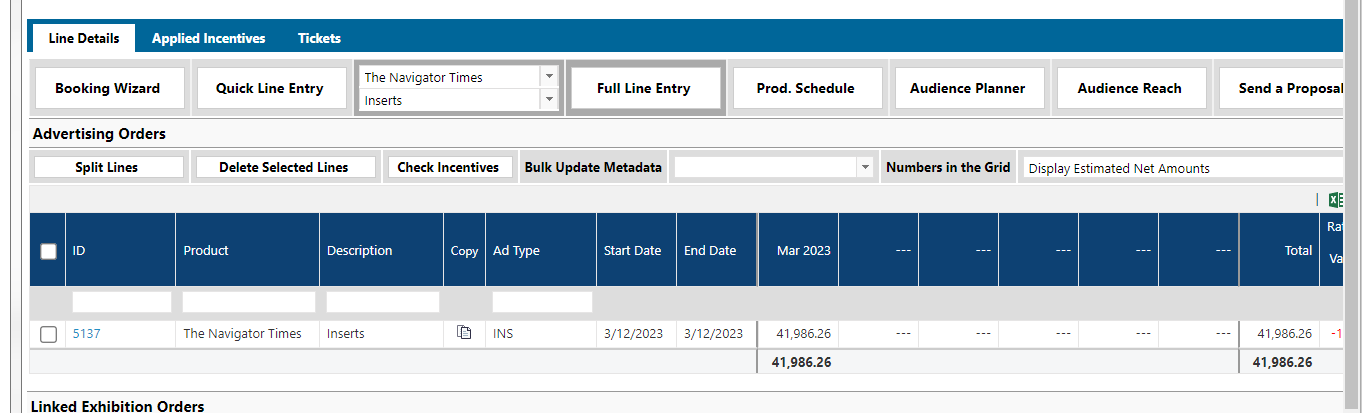 Line Details Applied Incentives Tickets
Booking Wizard Quick Line Entry The Navigator Times Inserts Full Line Entry Prod. Schedule Audience Planner Audience Reach Send a Proposal
Advertising Orders
Split Lines Delete Selected Lines Check Incentives Bulk Update Metadata Numbers in the Grid Display Estimated Net Amounts
ID Product Description Copy Ad Type Start Date End Date Mar 2023 --- --- --- --- --- Total
5137 The Navigator Times Inserts INS 3/12/2023 3/12/2023 41,986.26 --- --- --- --- --- 41,986.26
41,986.26 41,986.26
Linked Exhibition Orders